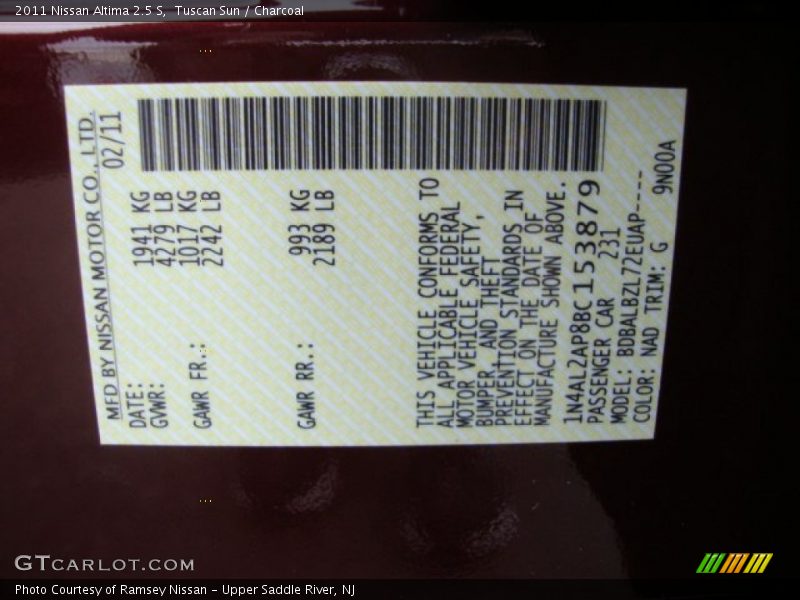 2011 Nissan Altima 2.5 S,  Tuscan Sun / Charcoal
MFD BY NISSAN MOTOR CO., LTD.
DATE: 02/11
GVWR: 1941 KG
4279 LB
GAWR FR.: 1017 KG
2242 LB
GAWR RR.: 993 KG
2189 LB
THIS VEHICLE CONFORMS TO
ALL APPLICABLE FEDERAL
MOTOR VEHICLE SAFETY,
BUMPER, AND THEFT
PREVENTION STANDARDS IN
EFFECT ON THE DATE OF
MANUFACTURE SHOWN ABOVE.
1N4AL2AP8BC153879
PASSENGER CAR 231
MODEL: BDBALBZL72EUAP----
COLOR: NAD TRIM: G 9N00A
GTCARLOT.COM
Photo Courtesy of Ramsey Nissan - Upper Saddle River, NJ